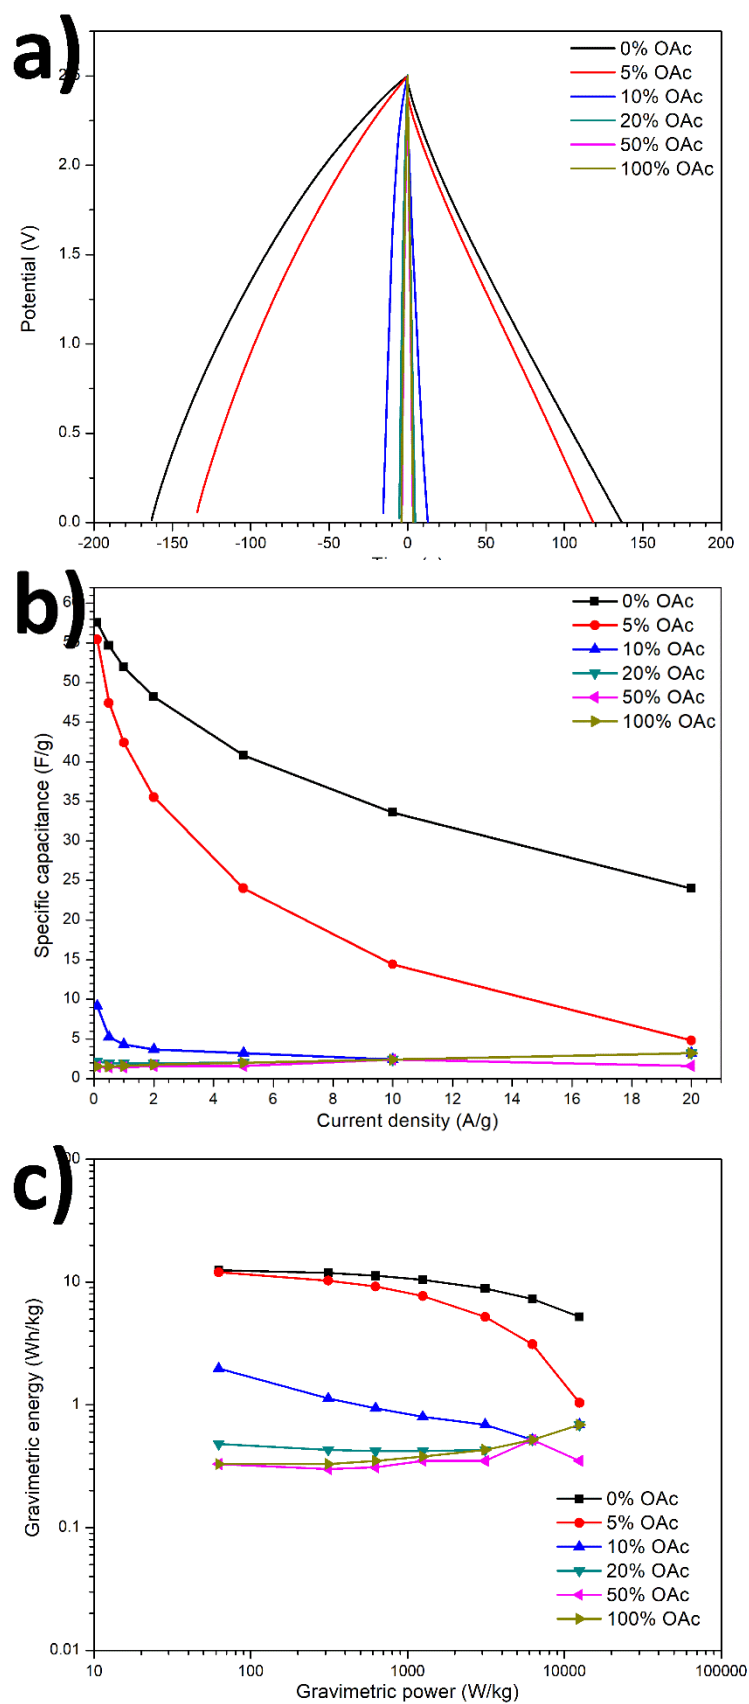 a)
0% OAc
5% OAc
10% OAc
20% OAc
50% OAc
100% OAc
2.0
1.5
1.0
0.5
0.0
Potential (V)
-200 -150 -100 -50 0 50 100 150 200
b)
0% OAc
5% OAc
10% OAc
20% OAc
50% OAc
100% OAc
50
45
40
35
30
25
20
15
10
5
0
Specific capacitance (F/g)
0 2 4 6 8 10 12 14 16 18 20
Current density (A/g)
c)
10
1
0.1
0.01
Gravimetric energy (Wh/kg)
0% OAc
5% OAc
10% OAc
20% OAc
50% OAc
100% OAc
10 100 1000 10000 100000
Gravimetric power (W/kg)